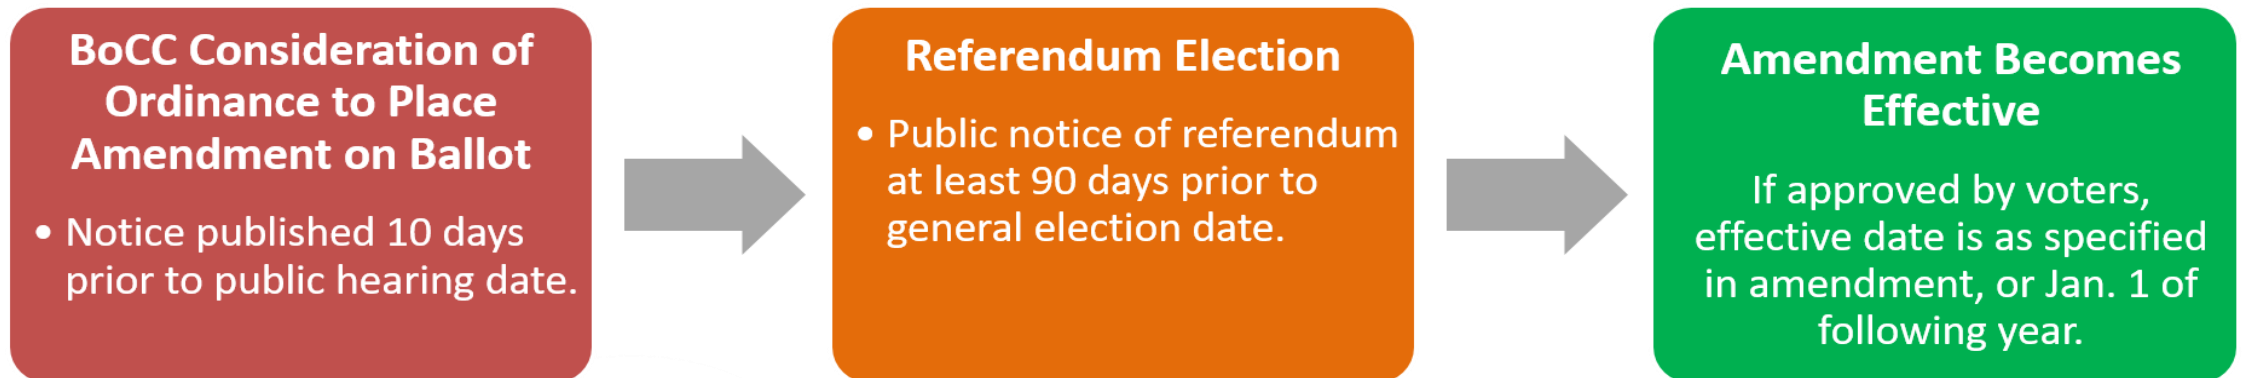 BoCC Consideration of
Ordinance to Place
Amendment on Ballot
• Notice published 10 days
prior to public hearing date.
Referendum Election
• Public notice of referendum
at least 90 days prior to
general election date.
Amendment Becomes
Effective
If approved by voters,
effective date is as specified
in amendment, or Jan. 1 of
following year.